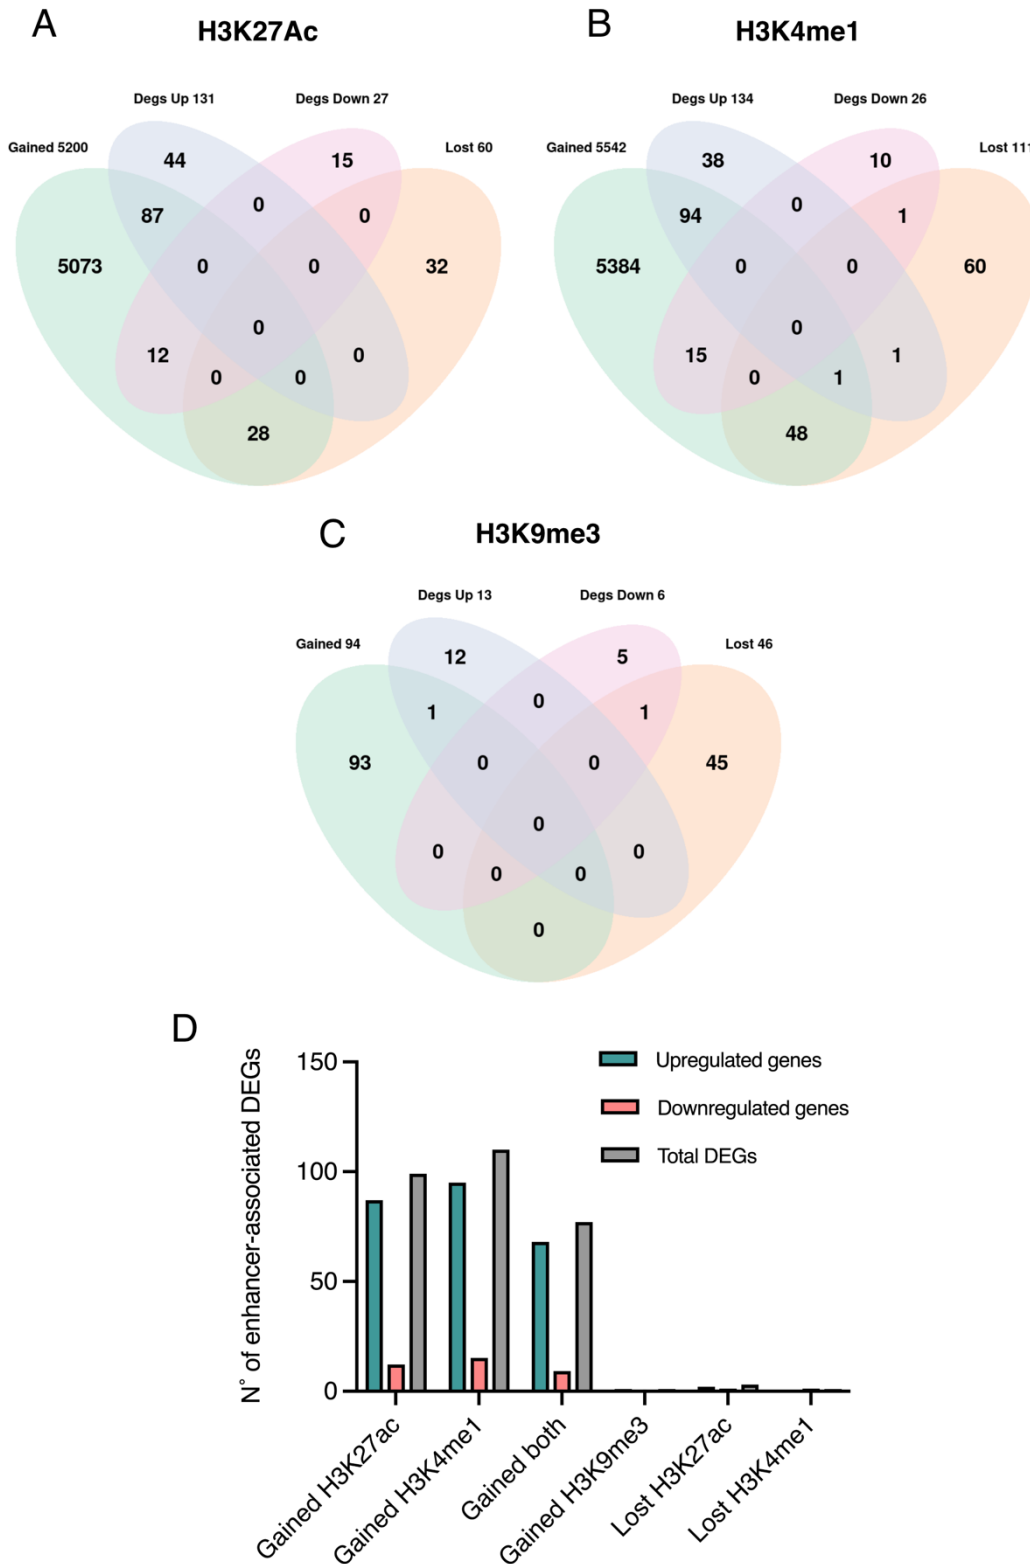 A
H3K27Ac
Degs Up 131
Degs Down 27
Gained 5200
Lost 60
44
15
0
87
0
5073
0
0
32
0
12
0
0
0
28
B
H3K4me1
Degs Up 134
Degs Down 26
Gained 5542
Lost 111
38
10
0
94
1
5384
0
0
60
0
15
1
0
1
48
C
H3K9me3
Degs Up 13
Degs Down 6
Gained 94
Lost 46
12
5
0
1
1
93
0
0
45
0
0
0
0
0
0
D
N° of enhancer-associated DEGs
150
100
50
0
Upregulated genes
Downregulated genes
Total DEGs
Gained H3K27ac
Gained H3K4me1
Gained both
Gained H3K9me3
Lost H3K27ac
Lost H3K4me1